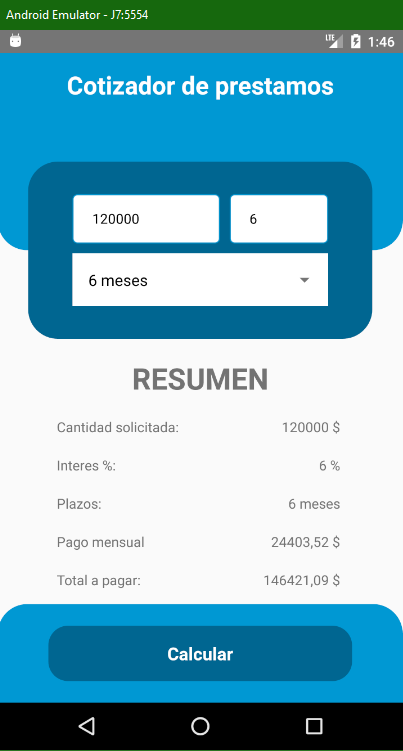 Android Emulator - J7:5554
LTE 1:46
Cotizador de prestamos
120000 6
6 meses
RESUMEN
Cantidad solicitada: 120000 $
Interes %: 6 %
Plazos: 6 meses
Pago mensual 24403,52 $
Total a pagar: 146421,09 $
Calcular